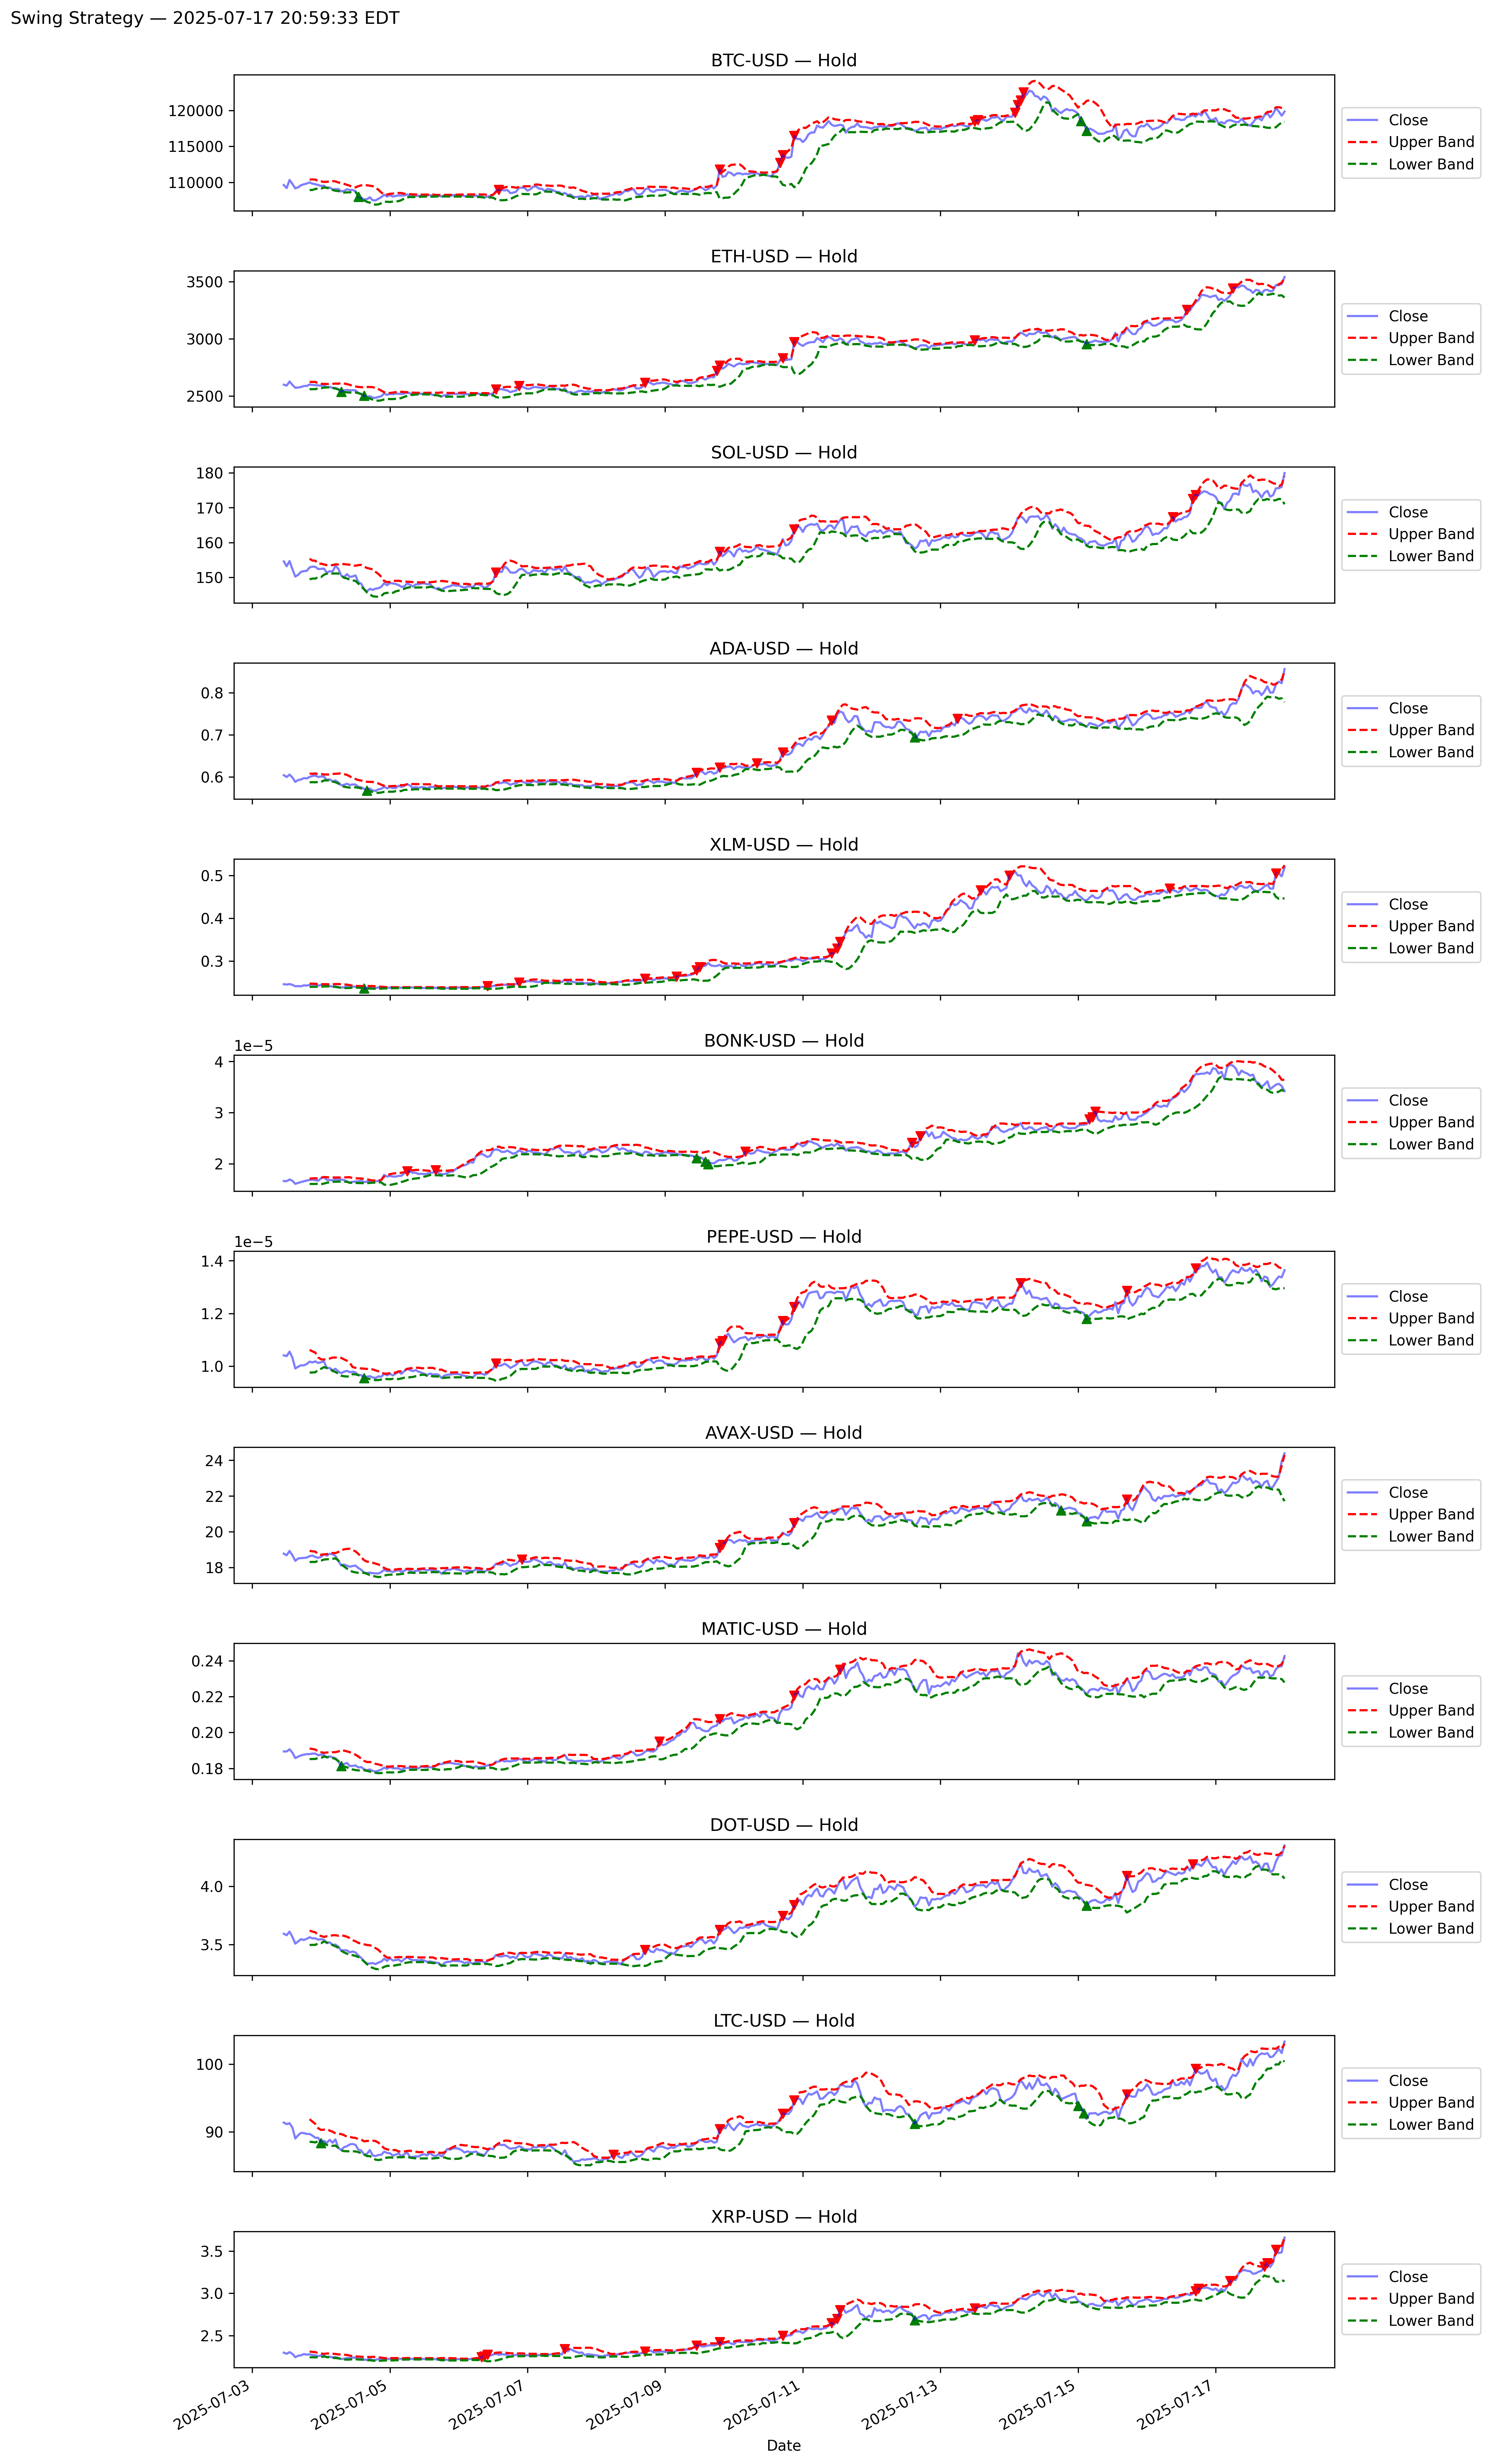 Swing Strategy — 2025-07-17 20:59:33 EDT
BTC-USD — Hold
120000
115000
110000
Close
Upper Band
Lower Band
ETH-USD — Hold
3500
3000
2500
Close
Upper Band
Lower Band
SOL-USD — Hold
180
170
160
150
Close
Upper Band
Lower Band
ADA-USD — Hold
0.8
0.7
0.6
Close
Upper Band
Lower Band
XLM-USD — Hold
0.5
0.4
0.3
Close
Upper Band
Lower Band
BONK-USD — Hold
1e−5
4
3
2
Close
Upper Band
Lower Band
PEPE-USD — Hold
1e−5
1.4
1.2
1.0
Close
Upper Band
Lower Band
AVAX-USD — Hold
24
22
20
18
Close
Upper Band
Lower Band
MATIC-USD — Hold
0.24
0.22
0.20
0.18
Close
Upper Band
Lower Band
DOT-USD — Hold
4.0
3.5
Close
Upper Band
Lower Band
LTC-USD — Hold
100
90
Close
Upper Band
Lower Band
XRP-USD — Hold
3.5
3.0
2.5
Close
Upper Band
Lower Band
2025-07-03
2025-07-05
2025-07-07
2025-07-09
2025-07-11
2025-07-13
2025-07-15
2025-07-17
Date